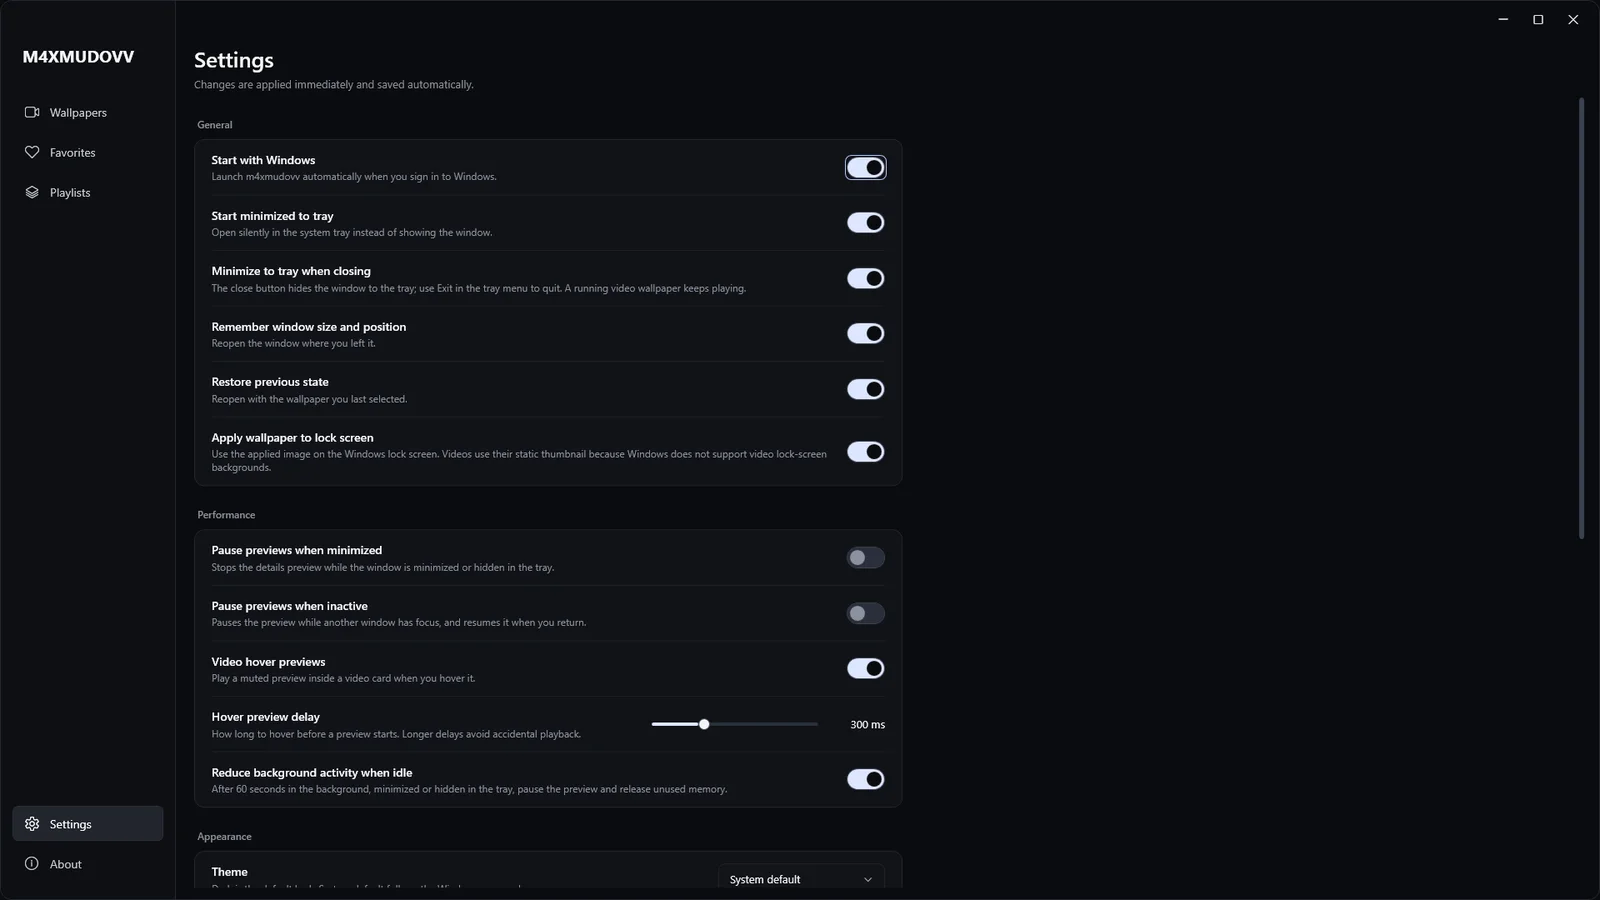 M4XMUDOVV
Wallpapers
Favorites
Playlists
Settings
About
Settings
Changes are applied immediately and saved automatically.
General
Start with Windows
Launch m4xmudovv automatically when you sign in to Windows.
Start minimized to tray
Open silently in the system tray instead of showing the window.
Minimize to tray when closing
The close button hides the window to the tray; use Exit in the tray menu to quit. A running video wallpaper keeps playing.
Remember window size and position
Reopen the window where you left it.
Restore previous state
Reopen with the wallpaper you last selected.
Apply wallpaper to lock screen
Use the applied image on the Windows lock screen. Videos use their static thumbnail because Windows does not support video lock-screen
backgrounds.
Performance
Pause previews when minimized
Stops the details preview while the window is minimized or hidden in the tray.
Pause previews when inactive
Pauses the preview while another window has focus, and resumes it when you return.
Video hover previews
Play a muted preview inside a video card when you hover it.
Hover preview delay
How long to hover before a preview starts. Longer delays avoid accidental playback.
300 ms
Reduce background activity when idle
After 60 seconds in the background, minimized or hidden in the tray, pause the preview and release unused memory.
Appearance
Theme
System default